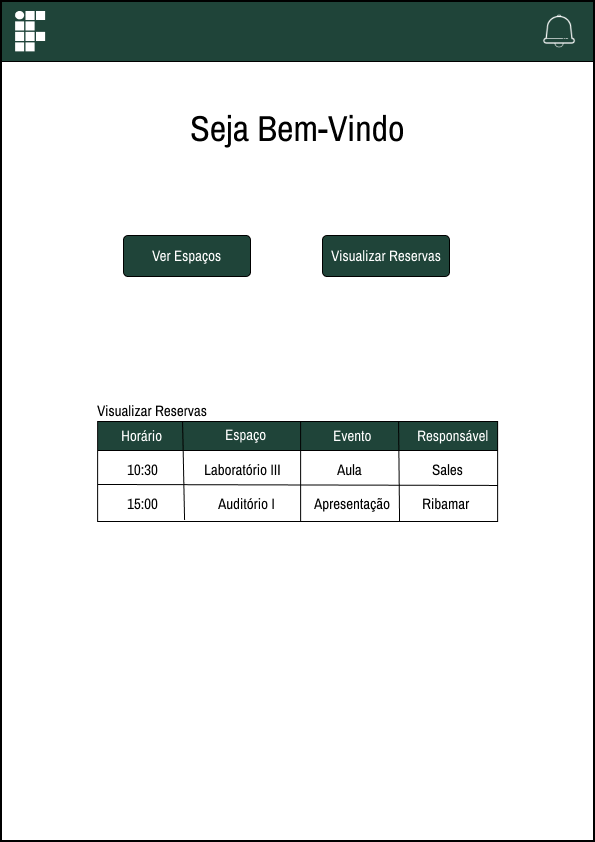 Seja Bem-Vindo
Ver Espaços
Visualizar Reservas
Visualizar Reservas
Horário Espaço Evento Responsável
10:30 Laboratório III Aula Sales
15:00 Auditório I Apresentação Ribamar